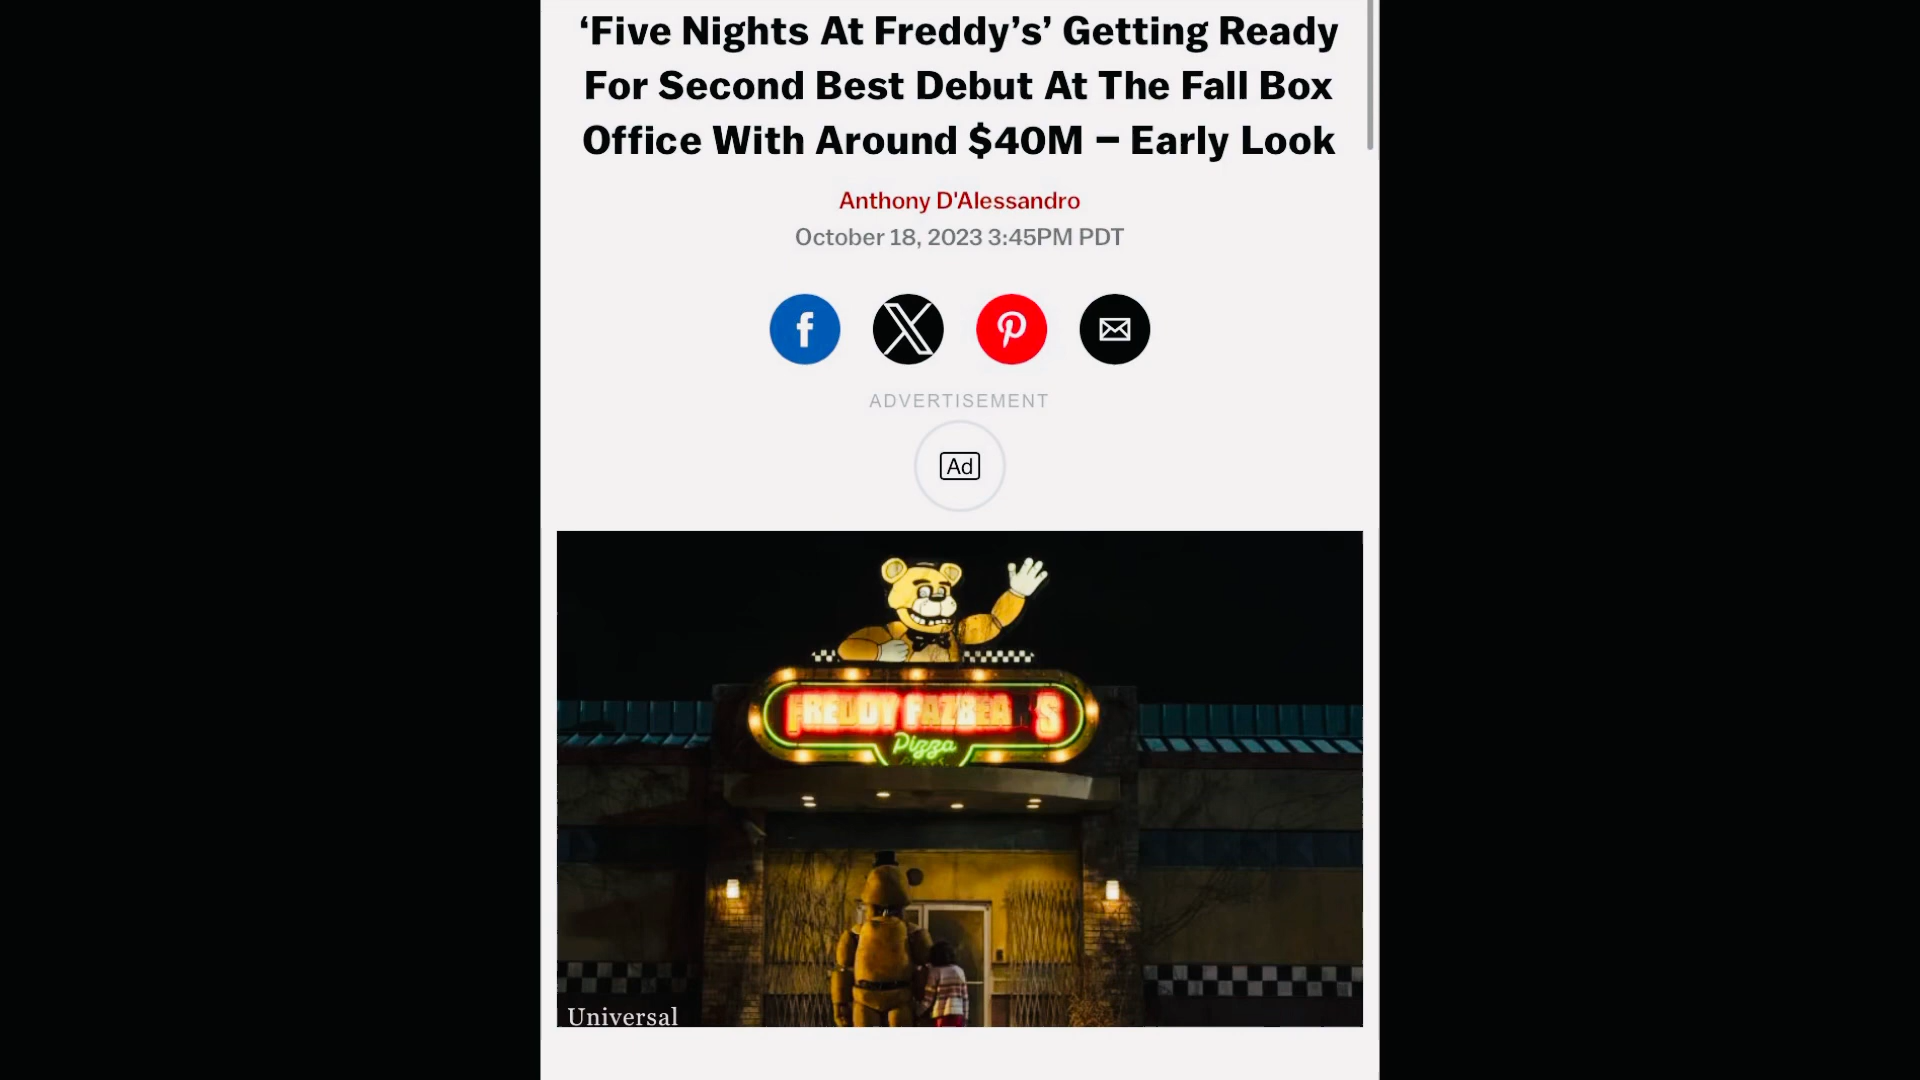 ‘Five Nights At Freddy’s’ Getting Ready
For Second Best Debut At The Fall Box
Office With Around $40M – Early Look
Anthony D'Alessandro
October 18, 2023 3:45PM PDT
ADVERTISEMENT
Ad
FREDDY FAZBEA S
Pizza
Universal